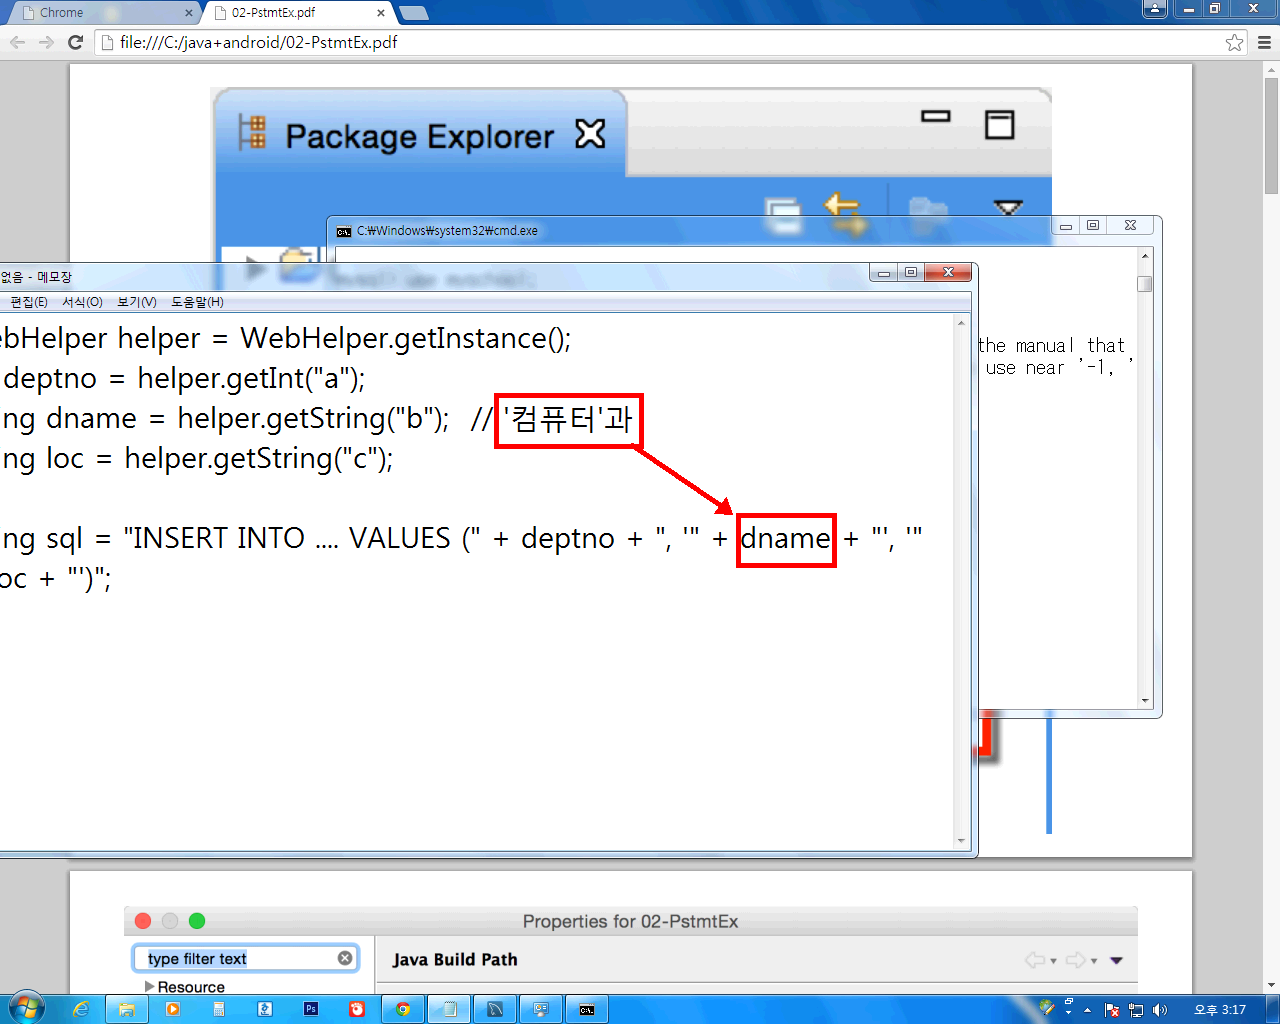 Chrome
02-PstmtEx.pdf
file:///C:/java+android/02-PstmtEx.pdf
Package Explorer
C:\Windows\system32\cmd.exe
없음 - 메모장
편집(E) 서식(O) 보기(V) 도움말(H)
the manual that
use near '-1, '
ebHelper helper = WebHelper.getInstance();
deptno = helper.getInt("a");
ng dname = helper.getString("b"); // '컴퓨터'과
ng loc = helper.getString("c");
ng sql = "INSERT INTO .... VALUES (" + deptno + ", '" + dname + "', '"
oc + "')";
Properties for 02-PstmtEx
type filter text
Java Build Path
Resource
Ps
오후 3:17